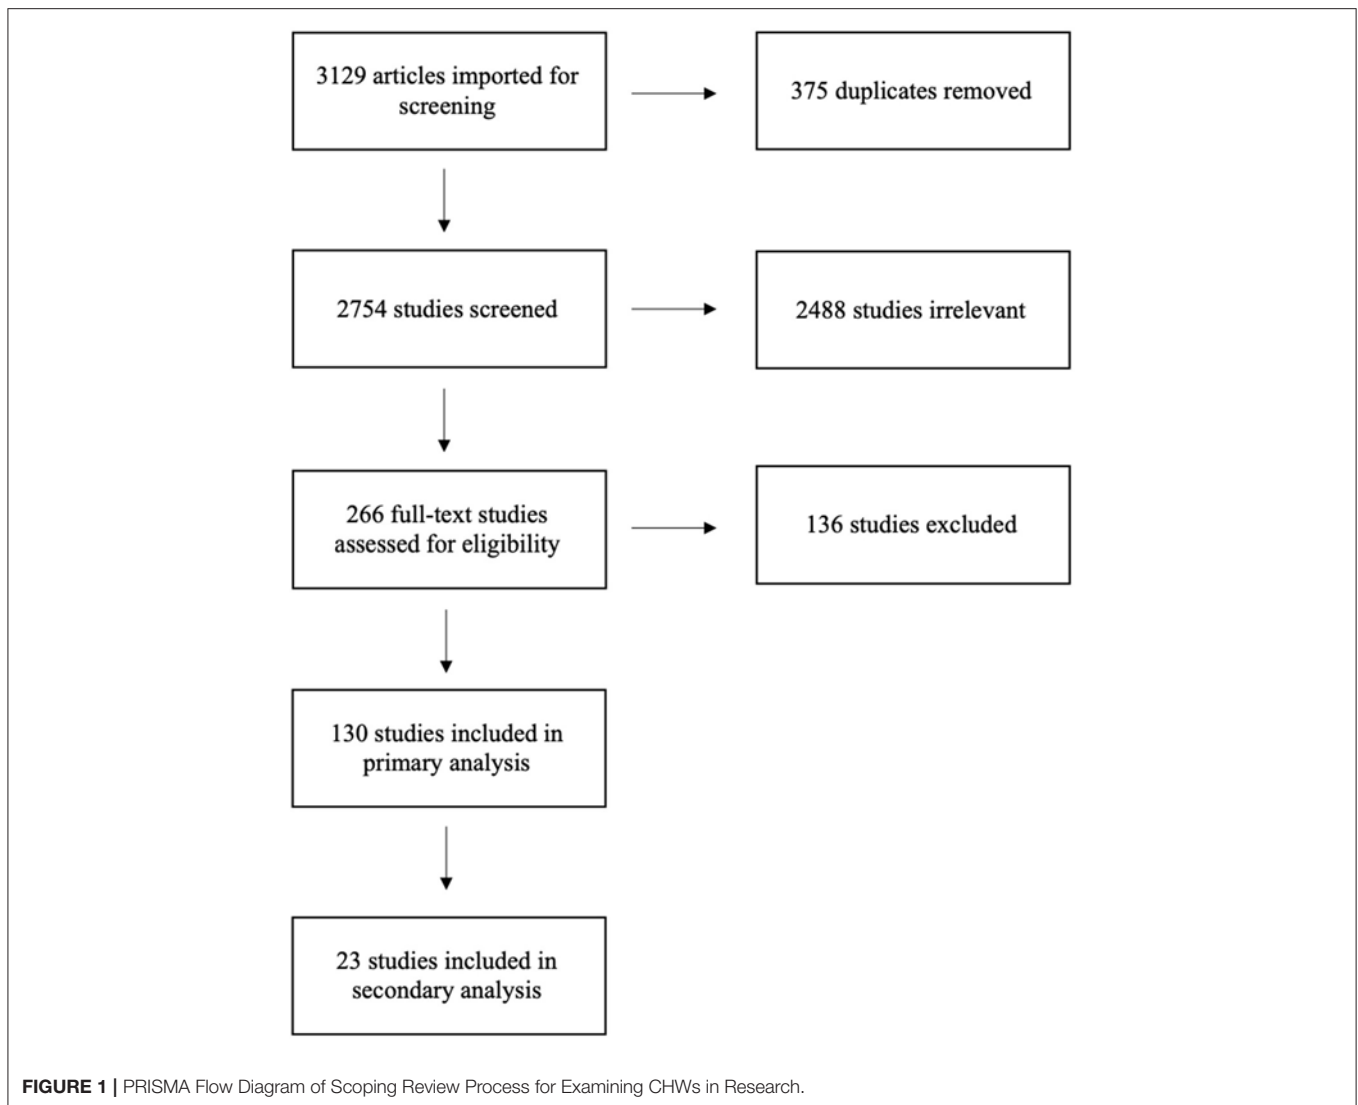 3129 articles imported for
screening
375 duplicates removed
2754 studies screened
2488 studies irrelevant
266 full-text studies
assessed for eligibility
136 studies excluded
130 studies included in
primary analysis
23 studies included in
secondary analysis
FIGURE 1 | PRISMA Flow Diagram of Scoping Review Process for Examining CHWs in Research.